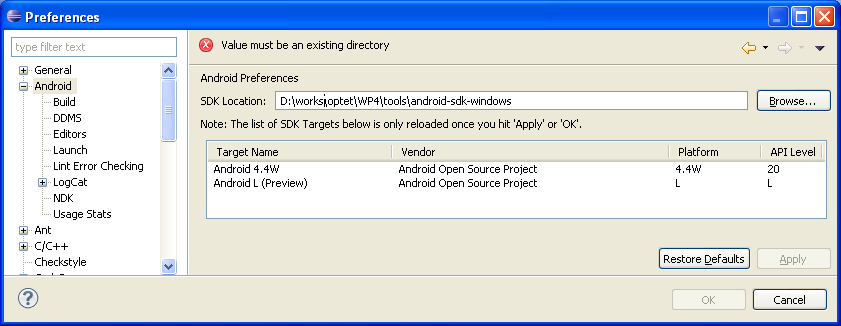 Preferences
type filter text
Value must be an existing directory
General
Android
Build
DDMS
Editors
Launch
Lint Error Checking
LogCat
NDK
Usage Stats
Ant
C/C++
Checkstyle
Android Preferences
SDK Location: D:\works\optet\WP4\tools\android-sdk-windows Browse...
Note: The list of SDK Targets below is only reloaded once you hit 'Apply' or 'OK'.
Target Name Vendor Platform API Level
Android 4.4W Android Open Source Project 4.4W 20
Android L (Preview) Android Open Source Project L L
Restore Defaults Apply
OK Cancel